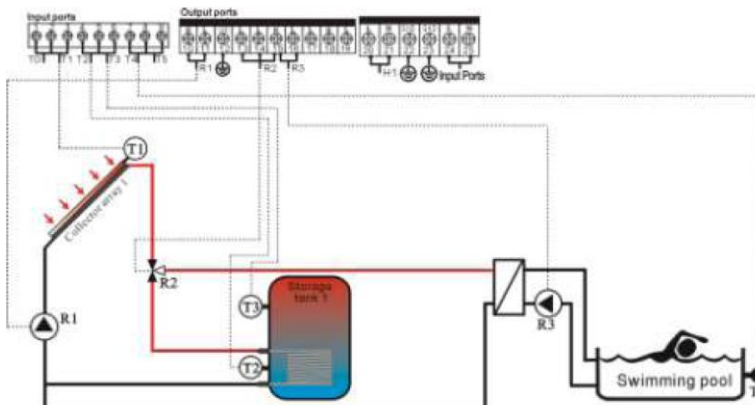 Input ports
Output ports
T0 T1 T2 T3 T4 T5
R1 R2 R3
H1 Input Ports
T1
Collector array 1
R2
Storage
tank 1
T3
R1
R3
T2
Swimming pool